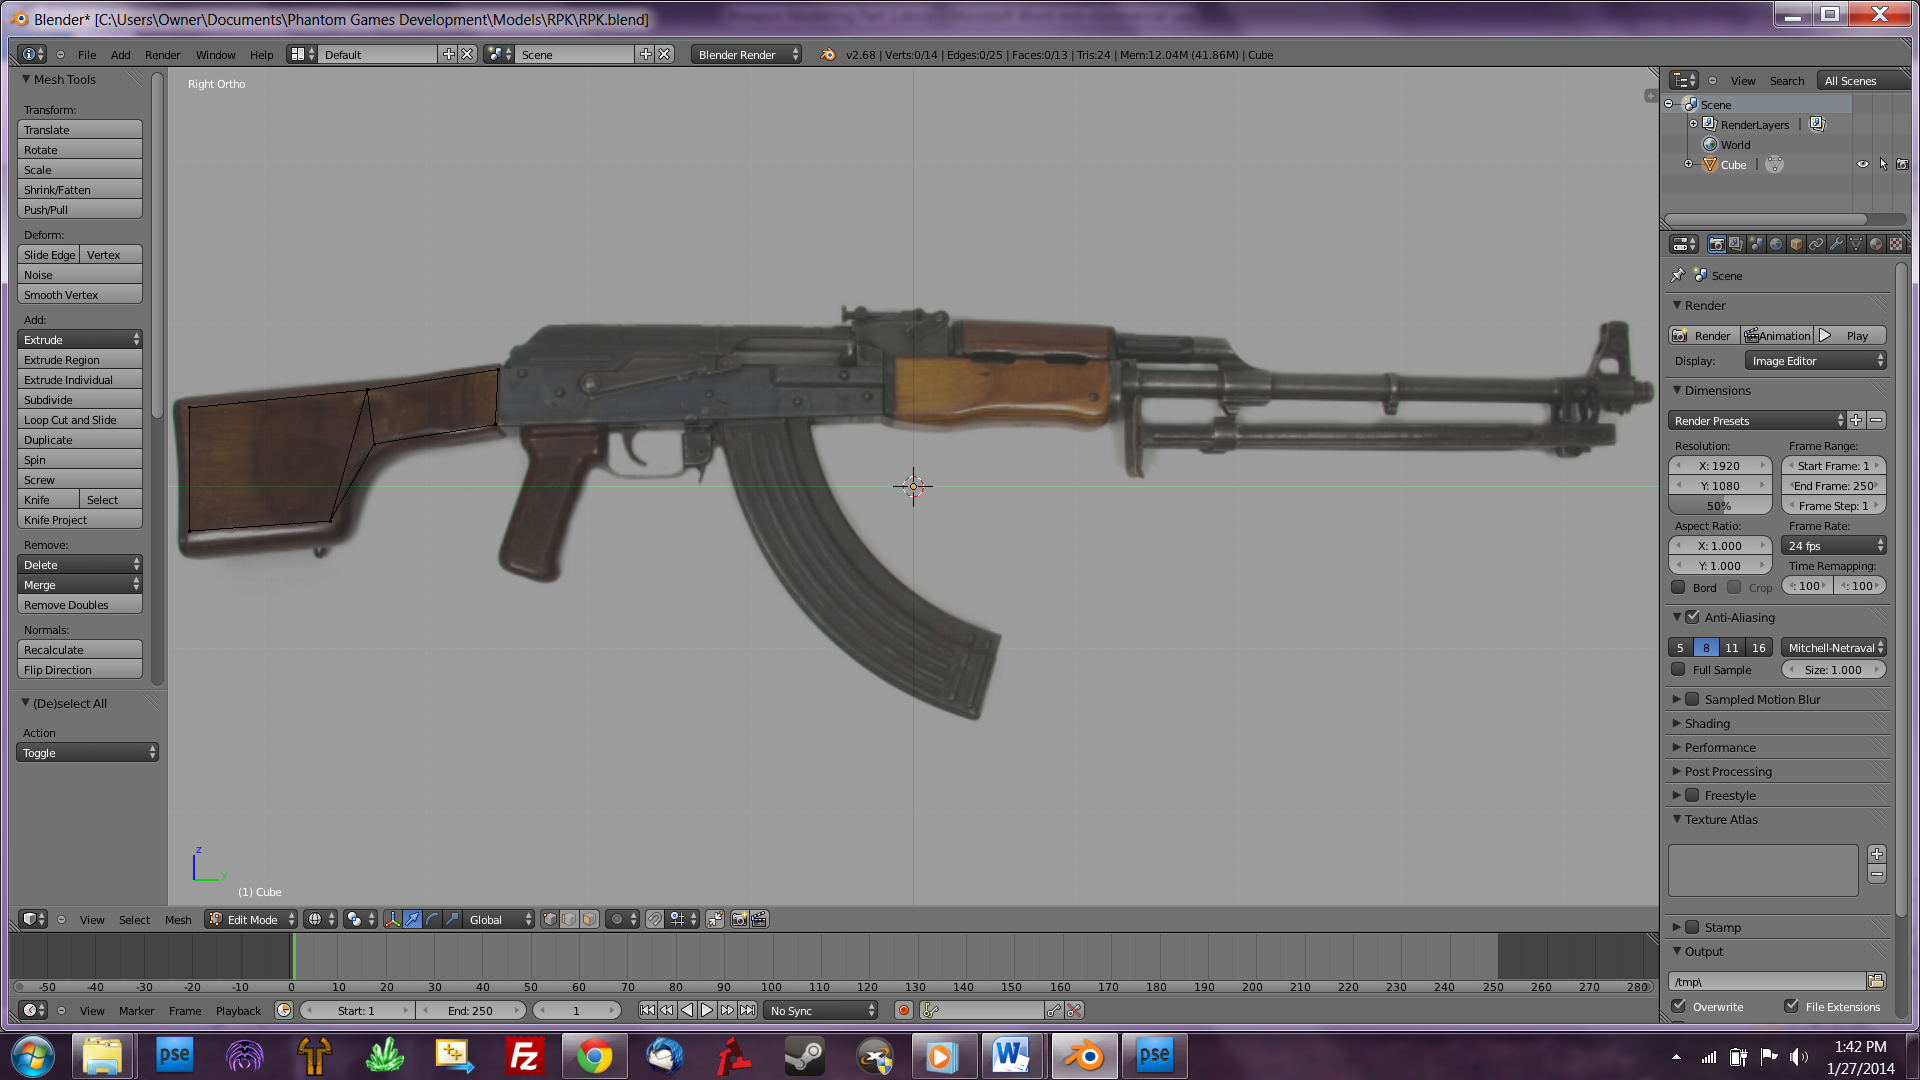 Blender* [C:\Users\Owner\Documents\Phantom Games Development\Models\RPK\RPK.blend]
File Add Render Window Help Default Scene Blender Render v2.68 | Verts:0/14 | Edges:0/25 | Faces:0/13 | Tris:24 | Mem:12.04M (41.86M) | Cube
Mesh Tools
Transform:
Translate
Rotate
Scale
Shrink/Fatten
Push/Pull
Deform:
Slide Edge Vertex
Noise
Smooth Vertex
Add:
Extrude
Extrude Region
Extrude Individual
Subdivide
Loop Cut and Slide
Duplicate
Spin
Screw
Knife Select
Knife Project
Remove:
Delete
Merge
Remove Doubles
Normals:
Recalculate
Flip Direction
(De)select All
Action
Toggle
Right Ortho
z
y
(1) Cube
View Select Mesh Edit Mode Global
View Search All Scenes
Scene
RenderLayers |
World
Cube |
Scene
Render
Render Animation Play
Display: Image Editor
Dimensions
Render Presets
Resolution: Frame Range:
X: 1920 Start Frame: 1
Y: 1080 End Frame: 250
50% Frame Step: 1
Aspect Ratio: Frame Rate:
X: 1.000 24 fps
Y: 1.000 Time Remapping:
Bord Crop : 100 : 100
Anti-Aliasing
5 8 11 16 Mitchell-Netraval
Full Sample Size: 1.000
Sampled Motion Blur
Shading
Performance
Post Processing
Freestyle
Texture Atlas
Stamp
Output
/tmp\
Overwrite File Extensions
-50 -40 -30 -20 -10 0 10 20 30 40 50 60 70 80 90 100 110 120 130 140 150 160 170 180 190 200 210 220 230 240 250 260 270 280
View Marker Frame Playback Start: 1 End: 250 1 No Sync
pse
Fz
W
pse
1:42 PM
1/27/2014